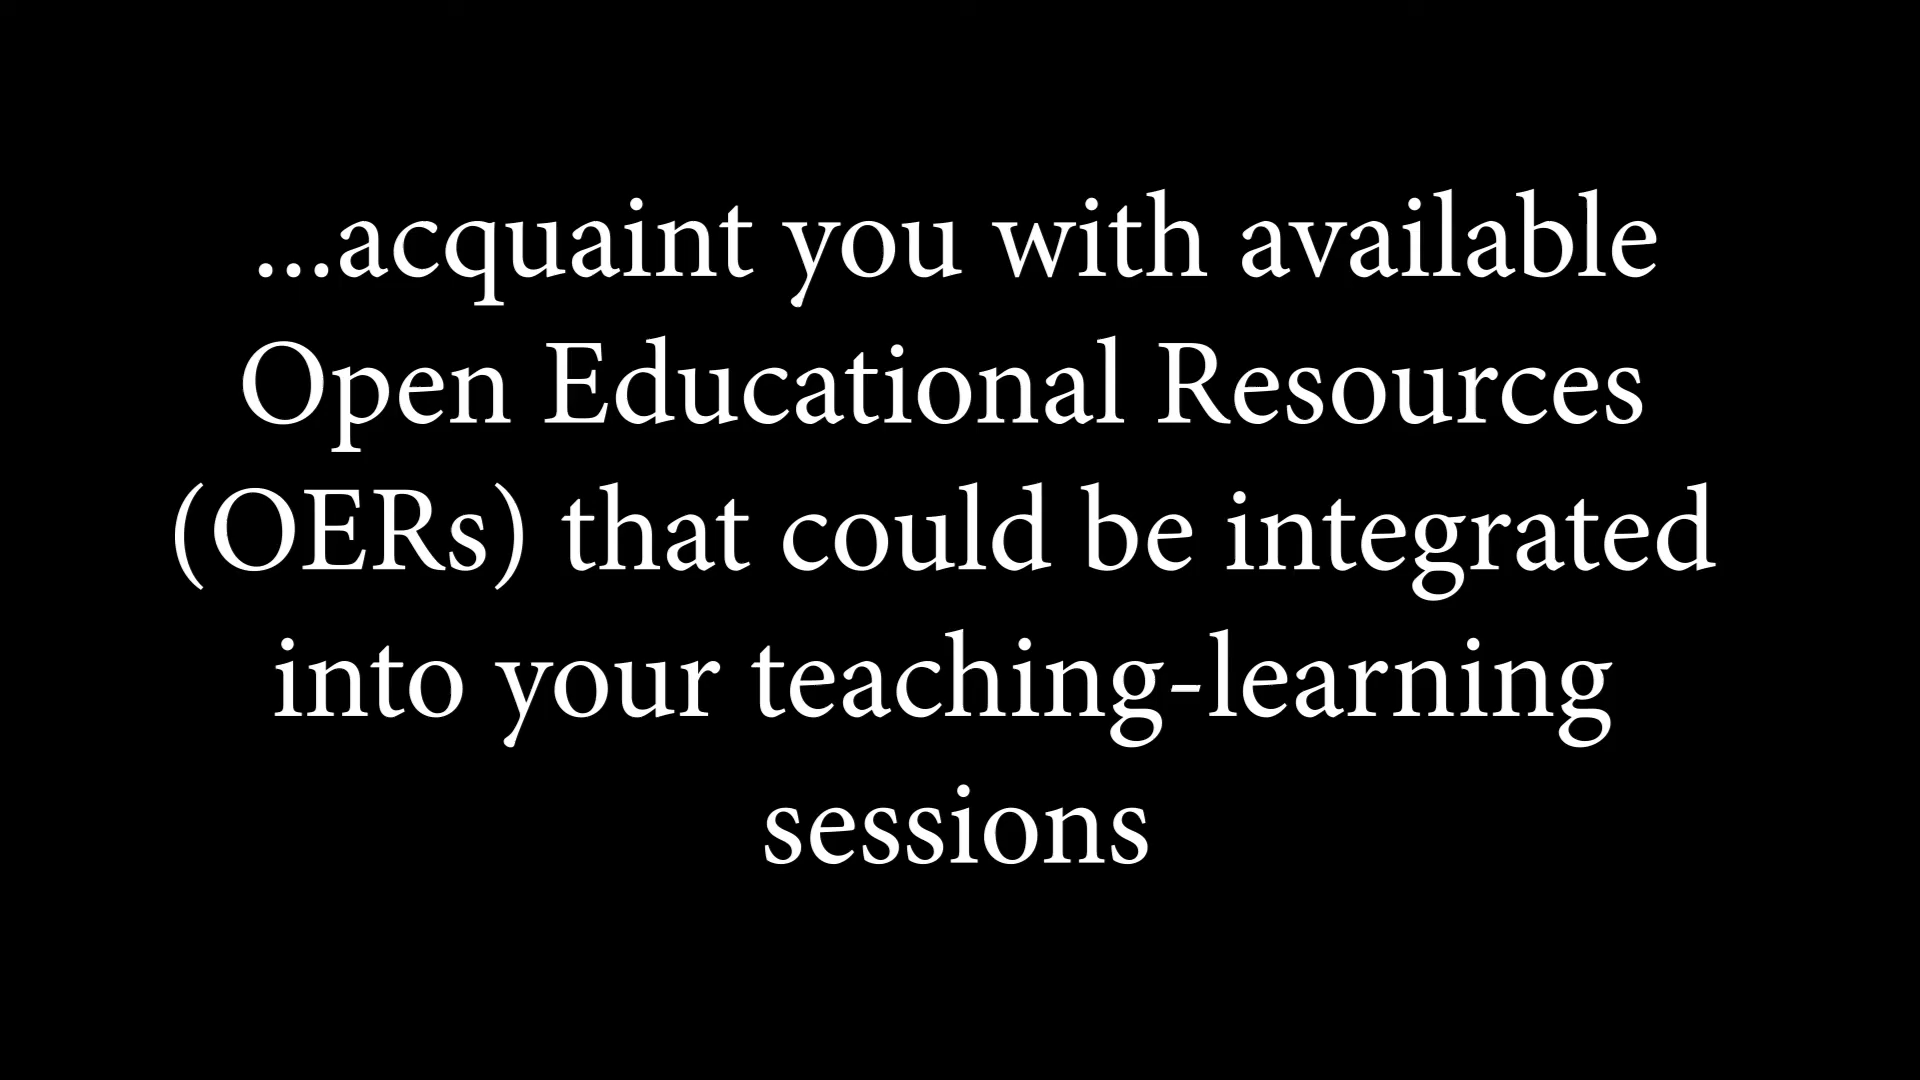 ...acquaint you with available
Open Educational Resources
(OERs) that could be integrated
into your teaching-learning
sessions